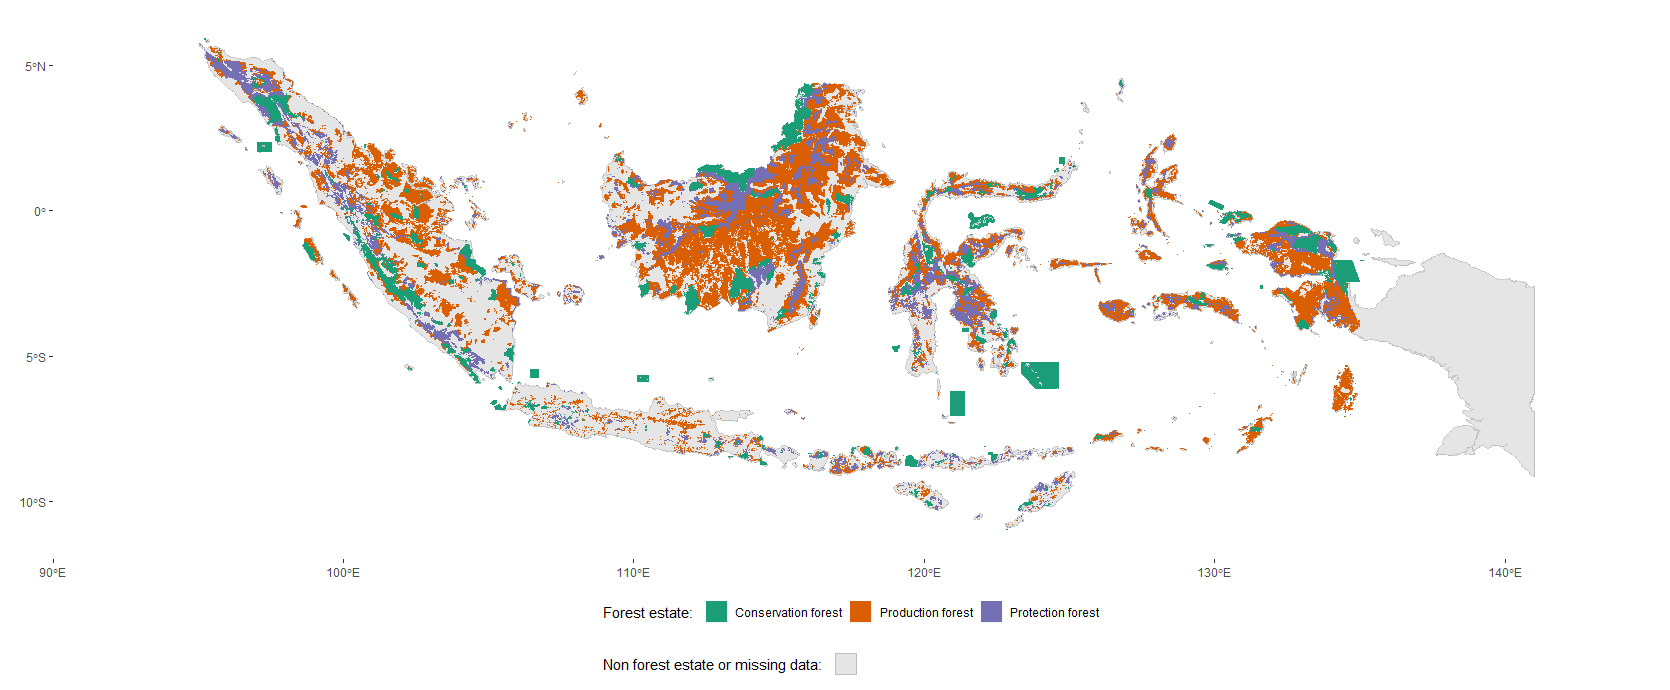 5°N
0°
5°S
10°S
90°E 100°E 110°E 120°E 130°E 140°E
Forest estate: Conservation forest Production forest Protection forest
Non forest estate or missing data: